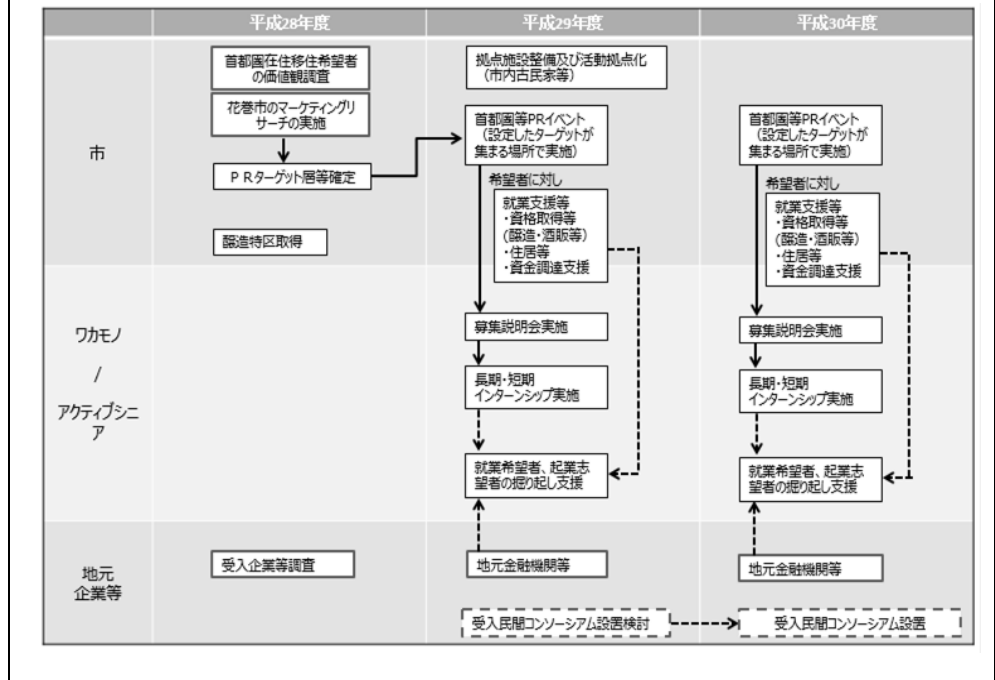 平成28年度
平成29年度
平成30年度
市
首都圏在住移住希望者
の価値観調査
花巻市のマーケティングリ
サーチの実施
PRターゲット層等確定
醸造特区取得
拠点施設整備及び活動拠点化
(市内古民家等)
首都圏等PRイベント
(設定したターゲットが
集まる場所で実施)
希望者に対し
就業支援等
・資格取得等
(醸造・酒販等)
・住居等
・資金調達支援
首都圏等PRイベント
(設定したターゲットが
集まる場所で実施)
希望者に対し
就業支援等
・資格取得等
(醸造・酒販等)
・住居等
・資金調達支援
ワカモノ
/
アクティブシニ
ア
募集説明会実施
長期・短期
インターンシップ実施
就業希望者、起業志
望者の掘り起し支援
募集説明会実施
長期・短期
インターンシップ実施
就業希望者、起業志
望者の掘り起し支援
地元
企業等
受入企業等調査
地元金融機関等
地元金融機関等
受入民間コンソーシアム設置検討
受入民間コンソーシアム設置